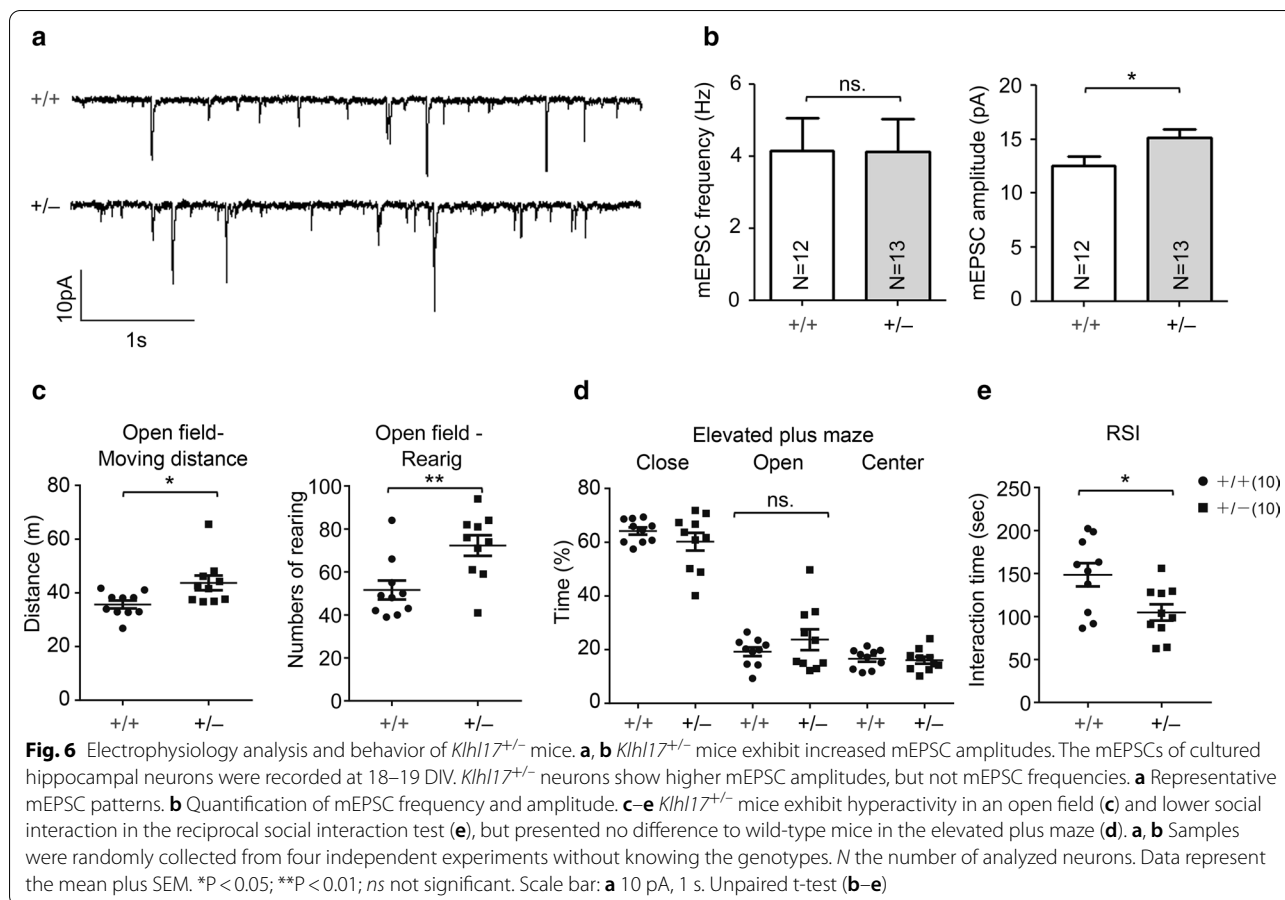 a
+/+
+/–
10pA
1s
b
mEPSC frequency (Hz)
6
4
2
0
ns.
N=12
N=13
+/+
+/–
mEPSC amplitude (pA)
20
15
10
5
0
*
N=12
N=13
+/+
+/–
c
Open field-
Moving distance
Distance (m)
80
60
40
20
0
*
+/+
+/–
Open field -
Rearig
Numbers of rearing
100
80
60
40
20
0
**
+/+
+/–
d
Elevated plus maze
Close
Open
Center
Time (%)
80
60
40
20
0
ns.
+/+
+/–
+/+
+/–
+/+
+/–
e
RSI
Interaction time (sec)
250
200
150
100
50
0
*
+/+
+/–
+/+(10)
+/−(10)
Fig. 6 Electrophysiology analysis and behavior of Klhl17+/− mice. a, b Klhl17+/− mice exhibit increased mEPSC amplitudes. The mEPSCs of cultured
hippocampal neurons were recorded at 18–19 DIV. Klhl17+/− neurons show higher mEPSC amplitudes, but not mEPSC frequencies. a Representative
mEPSC patterns. b Quantification of mEPSC frequency and amplitude. c–e Klhl17+/− mice exhibit hyperactivity in an open field (c) and lower social
interaction in the reciprocal social interaction test (e), but presented no difference to wild-type mice in the elevated plus maze (d). a, b Samples
were randomly collected from four independent experiments without knowing the genotypes. N the number of analyzed neurons. Data represent
the mean plus SEM. *P < 0.05; **P < 0.01; ns not significant. Scale bar: a 10 pA, 1 s. Unpaired t-test (b–e)